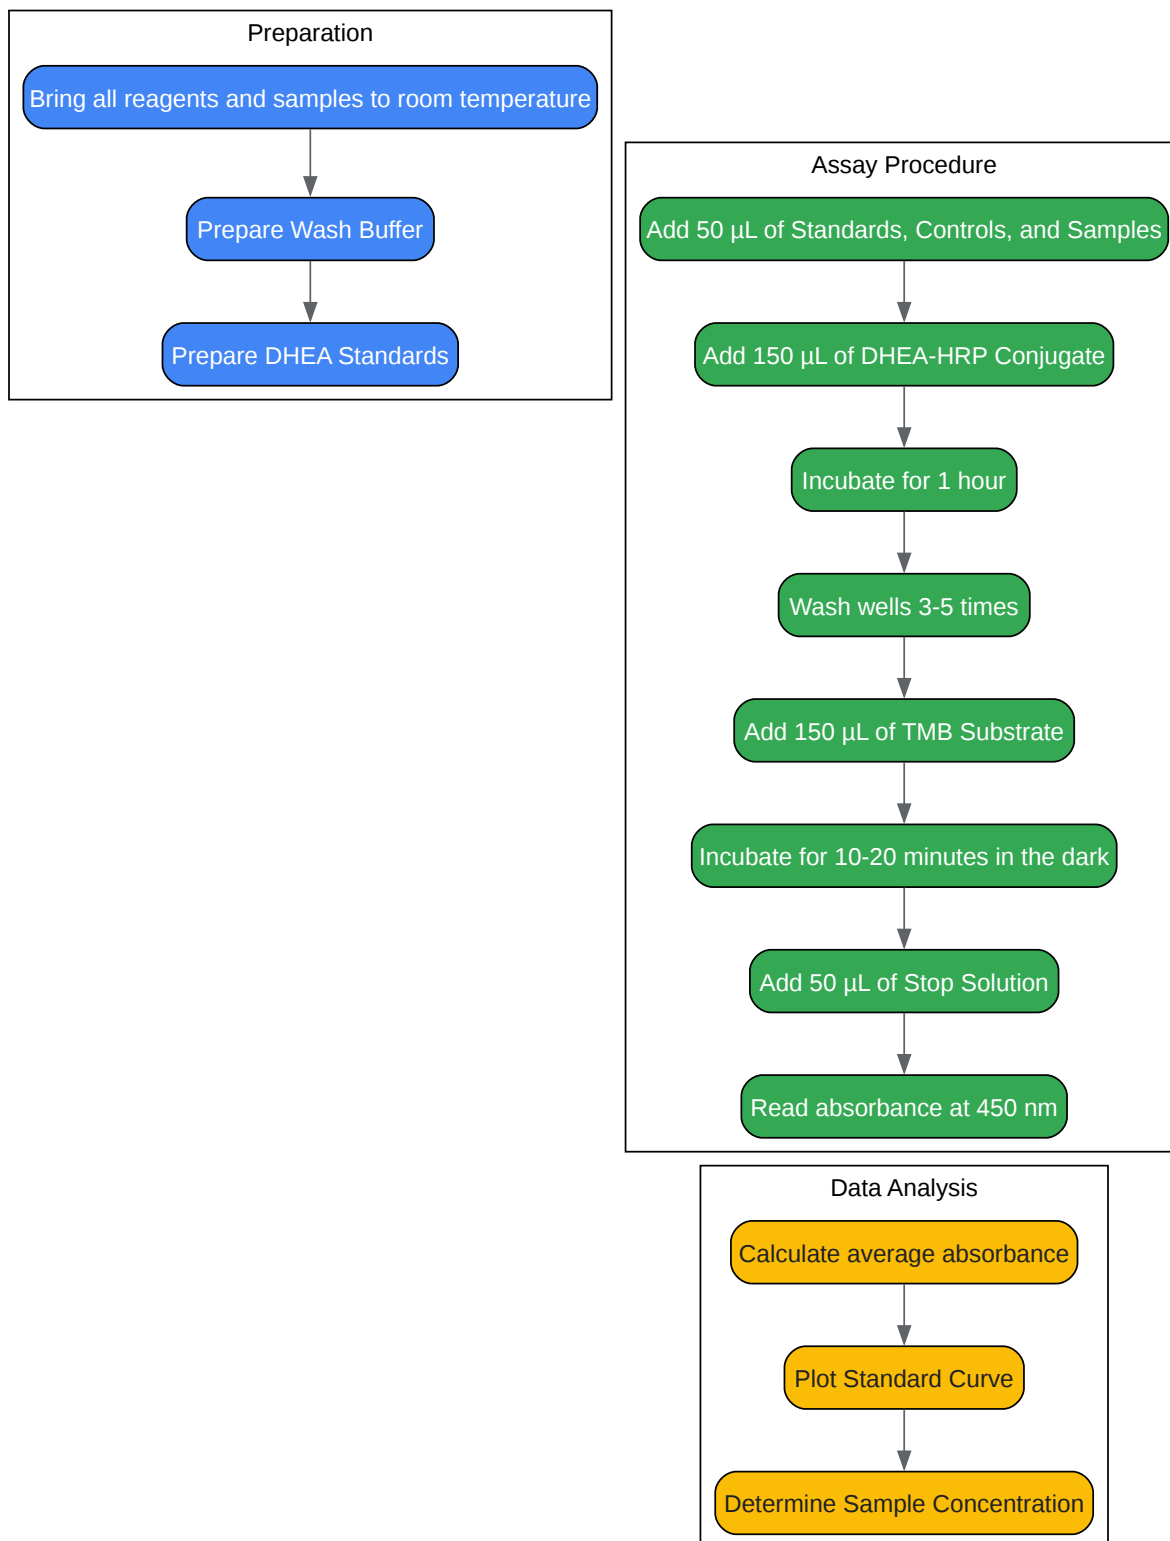 Preparation
Bring all reagents and samples to room temperature
Prepare Wash Buffer
Prepare DHEA Standards
Assay Procedure
Add 50 µL of Standards, Controls, and Samples
Add 150 µL of DHEA-HRP Conjugate
Incubate for 1 hour
Wash wells 3-5 times
Add 150 µL of TMB Substrate
Incubate for 10-20 minutes in the dark
Add 50 µL of Stop Solution
Read absorbance at 450 nm
Data Analysis
Calculate average absorbance
Plot Standard Curve
Determine Sample Concentration